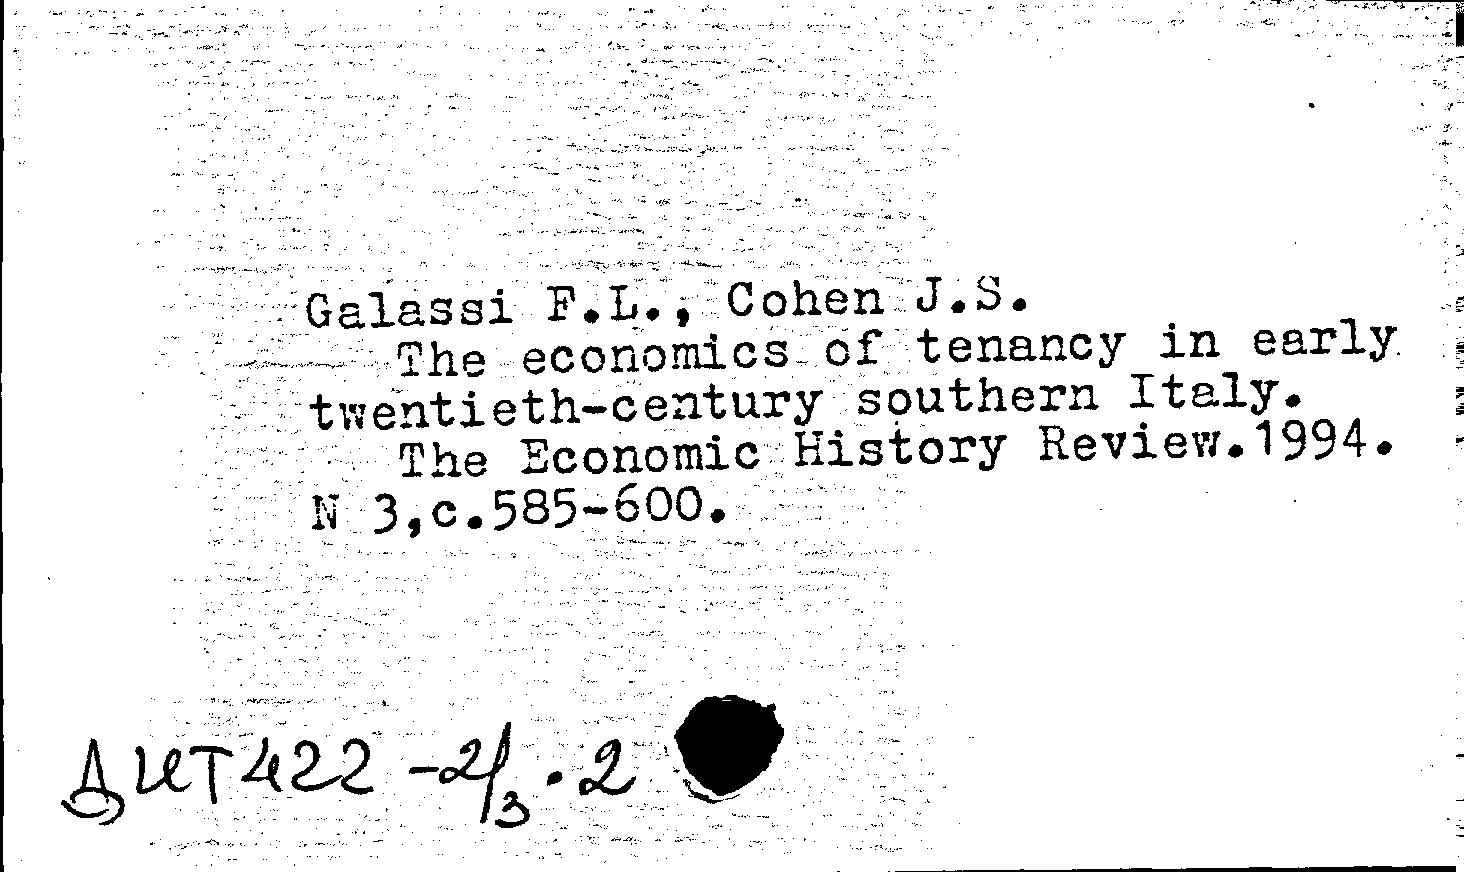 Galassi F.L., Cohen J.S.
The economics of tenancy in early
twentieth-century southern Italy.
The Economic History Review.1994.
N 3,c.585-600.
ДИТ422-2/3.2